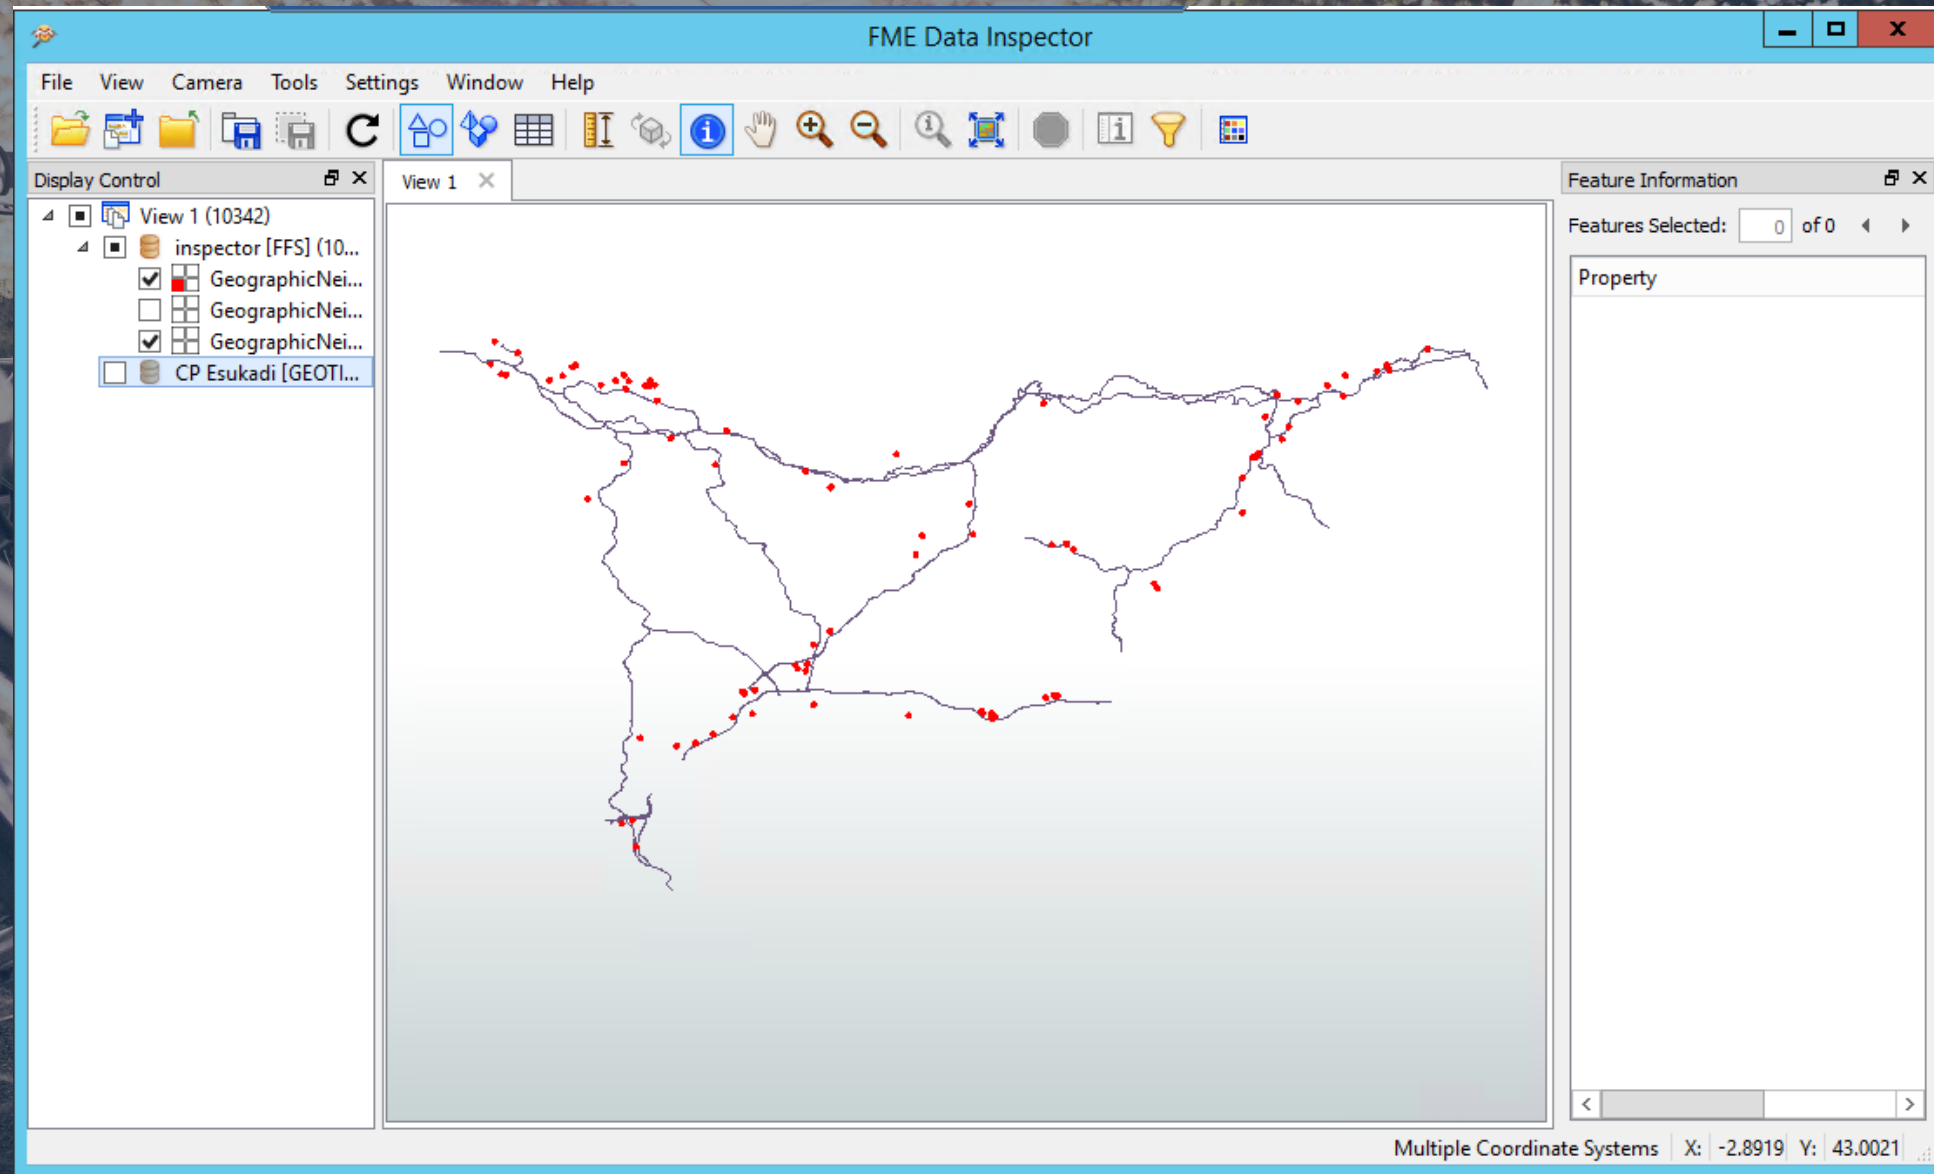 FME Data Inspector
File View Camera Tools Settings Window Help
Display Control
View 1
Feature Information
View 1 (10342)
inspector [FFS] (10...
GeographicNei...
GeographicNei...
GeographicNei...
CP Esukadi [GEOTI...
Features Selected: 0 of 0
Property
Multiple Coordinate Systems X: -2.8919 Y: 43.0021